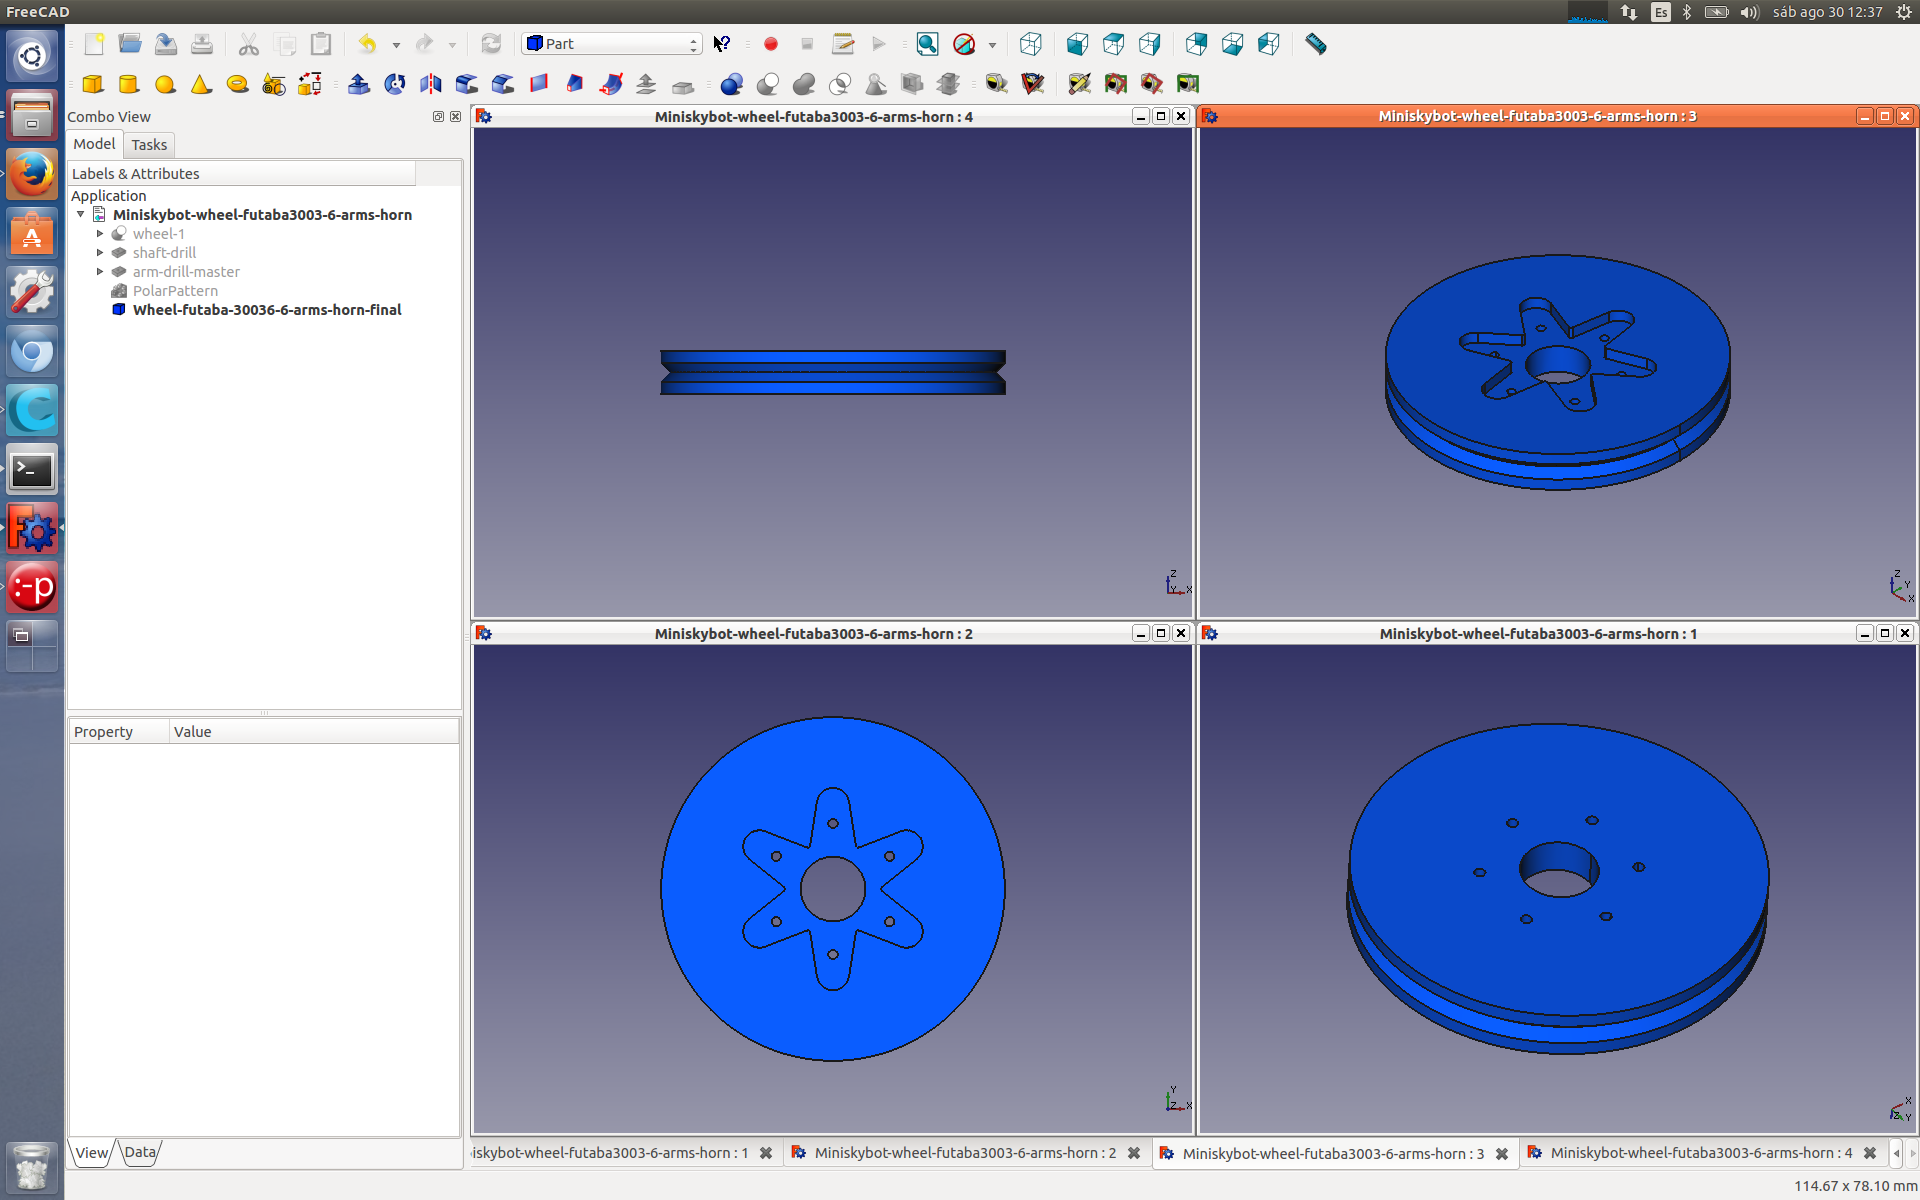 FreeCAD
Es
sáb ago 30 12:37
Part
Combo View
Model
Tasks
Labels & Attributes
Application
Miniskybot-wheel-futaba3003-6-arms-horn
wheel-1
shaft-drill
arm-drill-master
PolarPattern
Wheel-futaba-30036-6-arms-horn-final
Property
Value
View
Data
Miniskybot-wheel-futaba3003-6-arms-horn : 4
Z
Y
X
Miniskybot-wheel-futaba3003-6-arms-horn : 3
Z
Y
X
Miniskybot-wheel-futaba3003-6-arms-horn : 2
Y
Z
X
Miniskybot-wheel-futaba3003-6-arms-horn : 1
X
Z
Y
iskybot-wheel-futaba3003-6-arms-horn : 1
Miniskybot-wheel-futaba3003-6-arms-horn : 2
Miniskybot-wheel-futaba3003-6-arms-horn : 3
Miniskybot-wheel-futaba3003-6-arms-horn : 4
114.67 x 78.10 mm
:-p